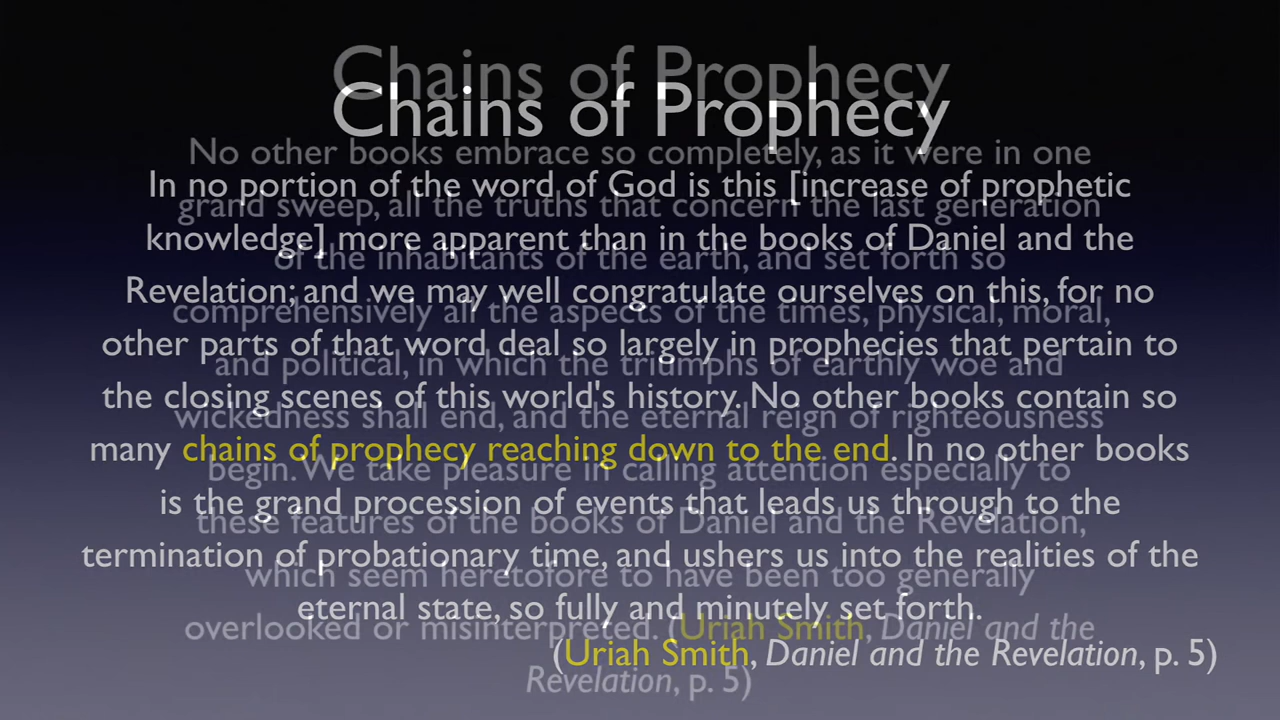 Chains of Prophecy
In no portion of the word of God is this [increase of prophetic
knowledge] more apparent than in the books of Daniel and the
Revelation; and we may well congratulate ourselves on this, for no
other parts of that word deal so largely in prophecies that pertain to
the closing scenes of this world's history. No other books contain so
many chains of prophecy reaching down to the end. In no other books
is the grand procession of events that leads us through to the
termination of probationary time, and ushers us into the realities of the
eternal state, so fully and minutely set forth.
(Uriah Smith, Daniel and the Revelation, p. 5)
Chains of Prophecy
No other books embrace so completely, as it were in one
grand sweep, all the truths that concern the last generation
of the inhabitants of the earth, and set forth so
comprehensively all the aspects of the times, physical, moral,
and political, in which the triumphs of earthly woe and
wickedness shall end, and the eternal reign of righteousness
begin. We take pleasure in calling attention especially to
these features of the books of Daniel and the Revelation,
which seem heretofore to have been too generally
overlooked or misinterpreted. (Uriah Smith, Daniel and the
Revelation, p. 5)